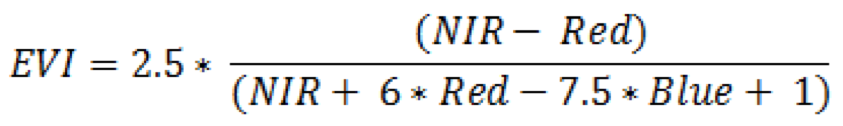 EVI = 2.5 * (NIR − Red) / (NIR + 6 * Red − 7.5 * Blue + 1)